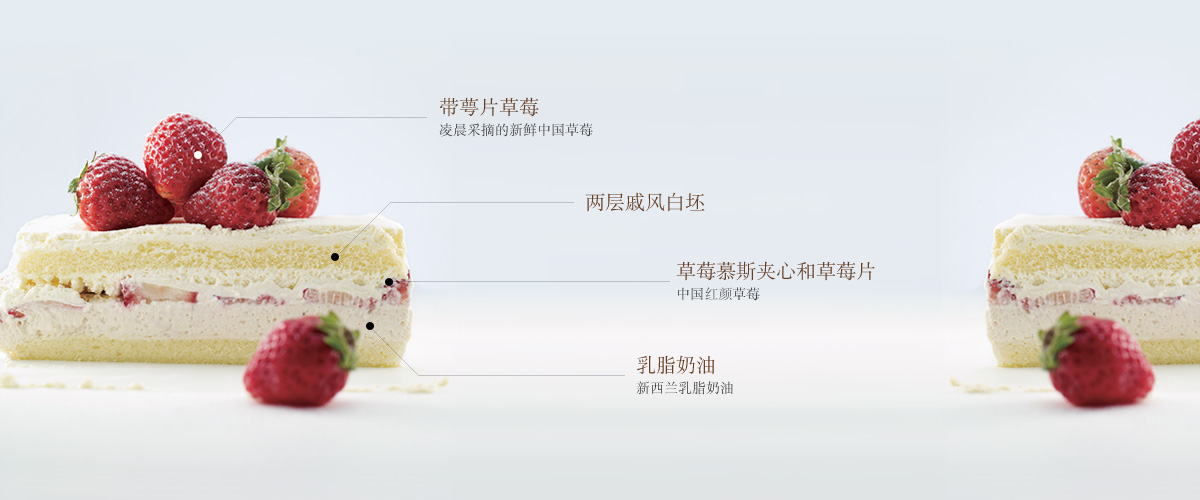 带萼片草莓
凌晨采摘的新鲜中国草莓
两层戚风白坯
草莓慕斯夹心和草莓片
中国红颜草莓
乳脂奶油
新西兰乳脂奶油